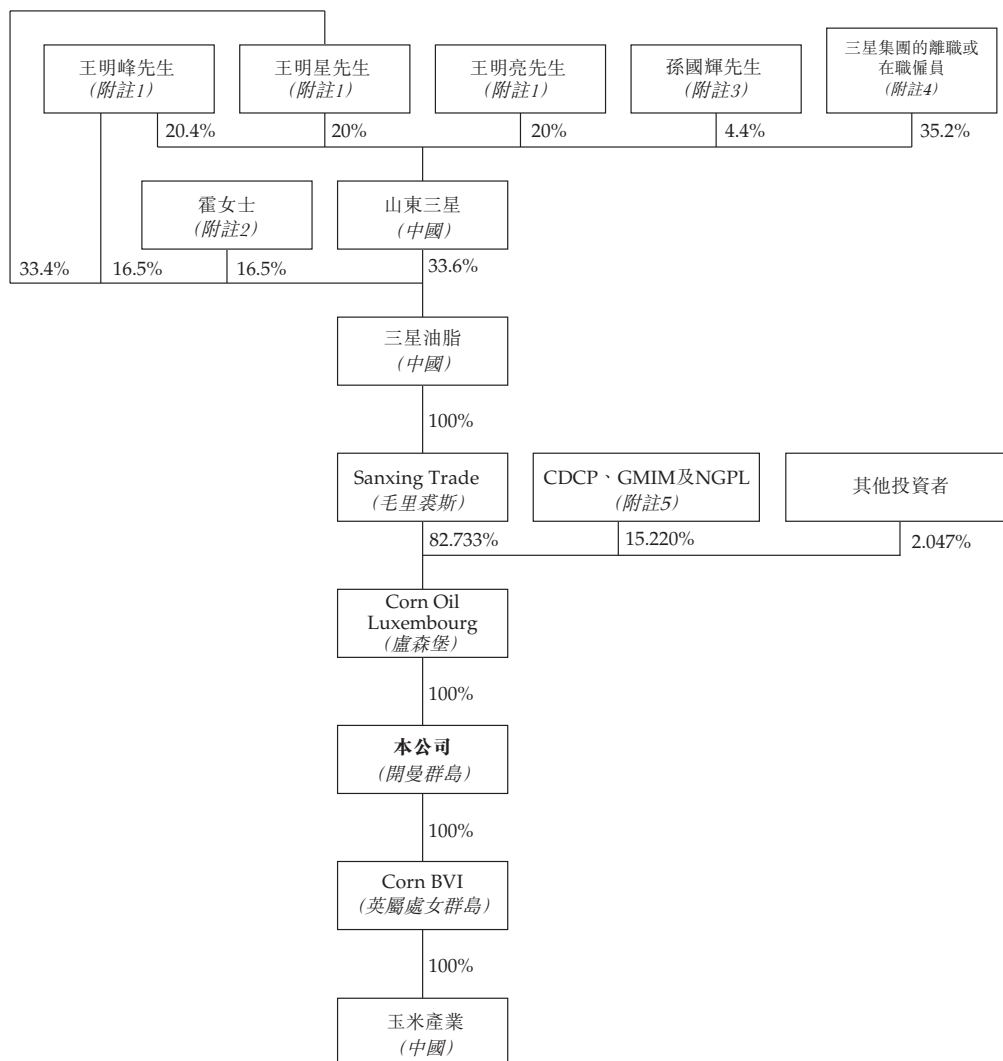 王明峰先生
(附註1)
王明星先生
(附註1)
王明亮先生
(附註1)
孫國輝先生
(附註3)
三星集團的離職或
在職僱員
(附註4)
20.4%
20%
20%
4.4%
35.2%
霍女士
(附註2)
山東三星
(中國)
33.4%
16.5%
16.5%
33.6%
三星油脂
(中國)
100%
Sanxing Trade
(毛里裘斯)
CDCP、GMIM及NGPL
(附註5)
其他投資者
82.733%
15.220%
2.047%
Corn Oil
Luxembourg
(盧森堡)
100%
本公司
(開曼群島)
100%
Corn BVI
(英屬處女群島)
100%
玉米產業
(中國)